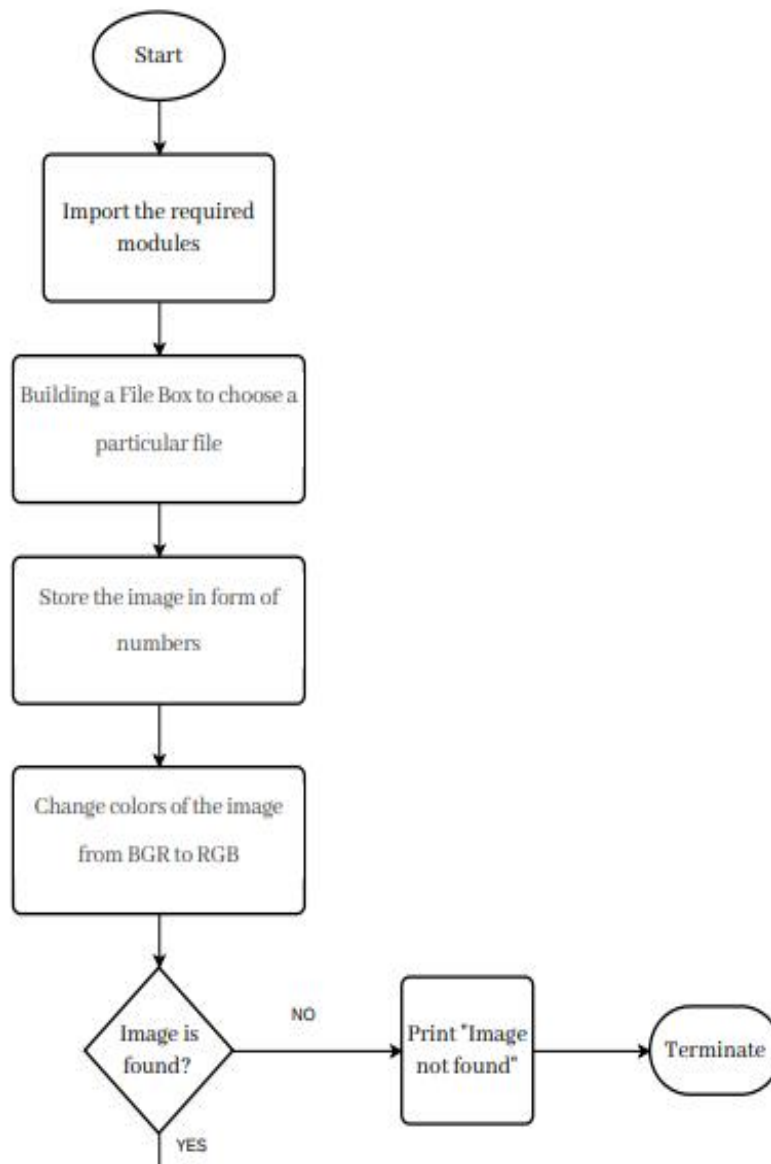 Start
Import the required
modules
Building a File Box to choose a
particular file
Store the image in form of
numbers
Change colors of the image
from BGR to RGB
Image is
found?
NO
Print "Image
not found"
Terminate
YES